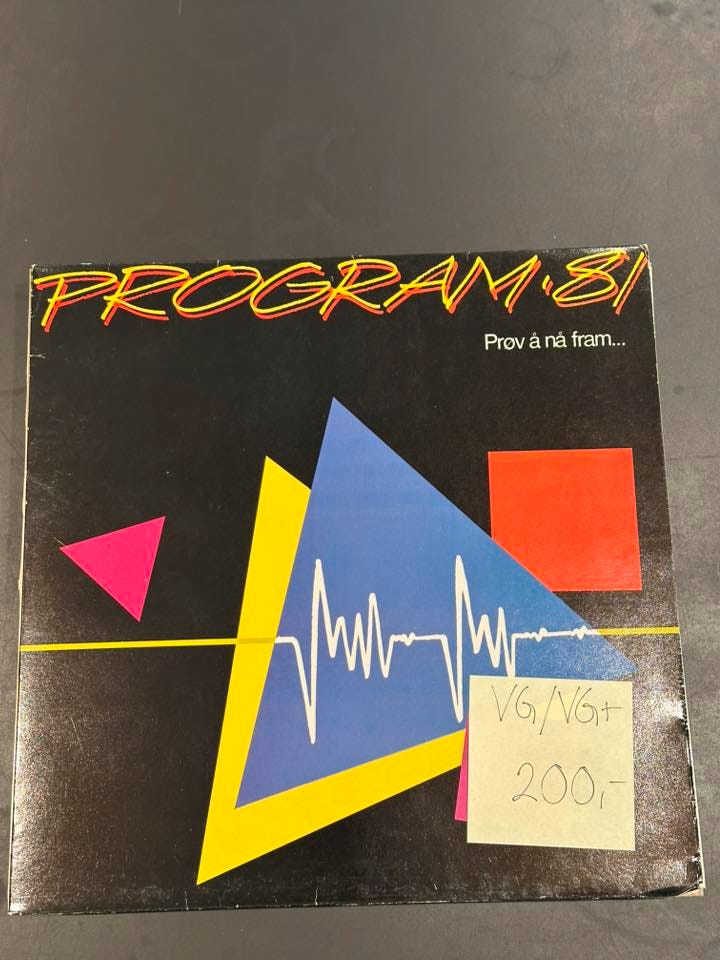 PROGRAM·81
Prøv å nå fram...
VG/VG+
200,-